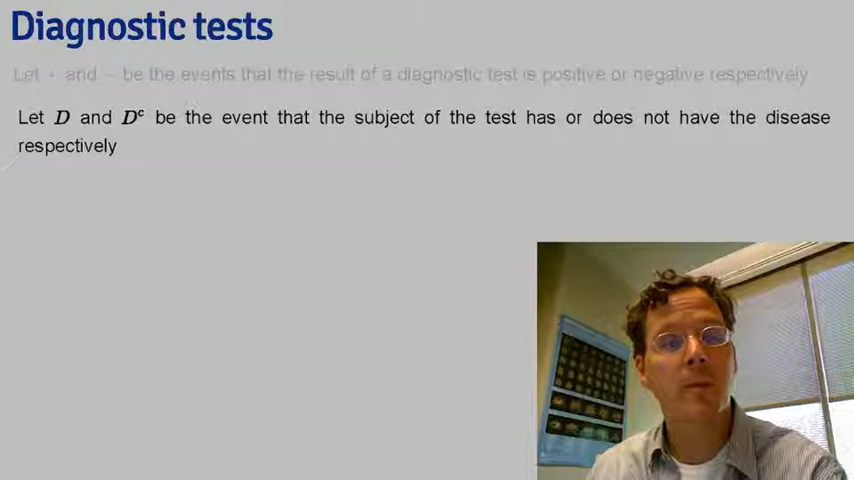 Diagnostic tests
Let + and − be the events that the result of a diagnostic test is positive or negative respectively
Let D and Dᶜ be the event that the subject of the test has or does not have the disease
respectively